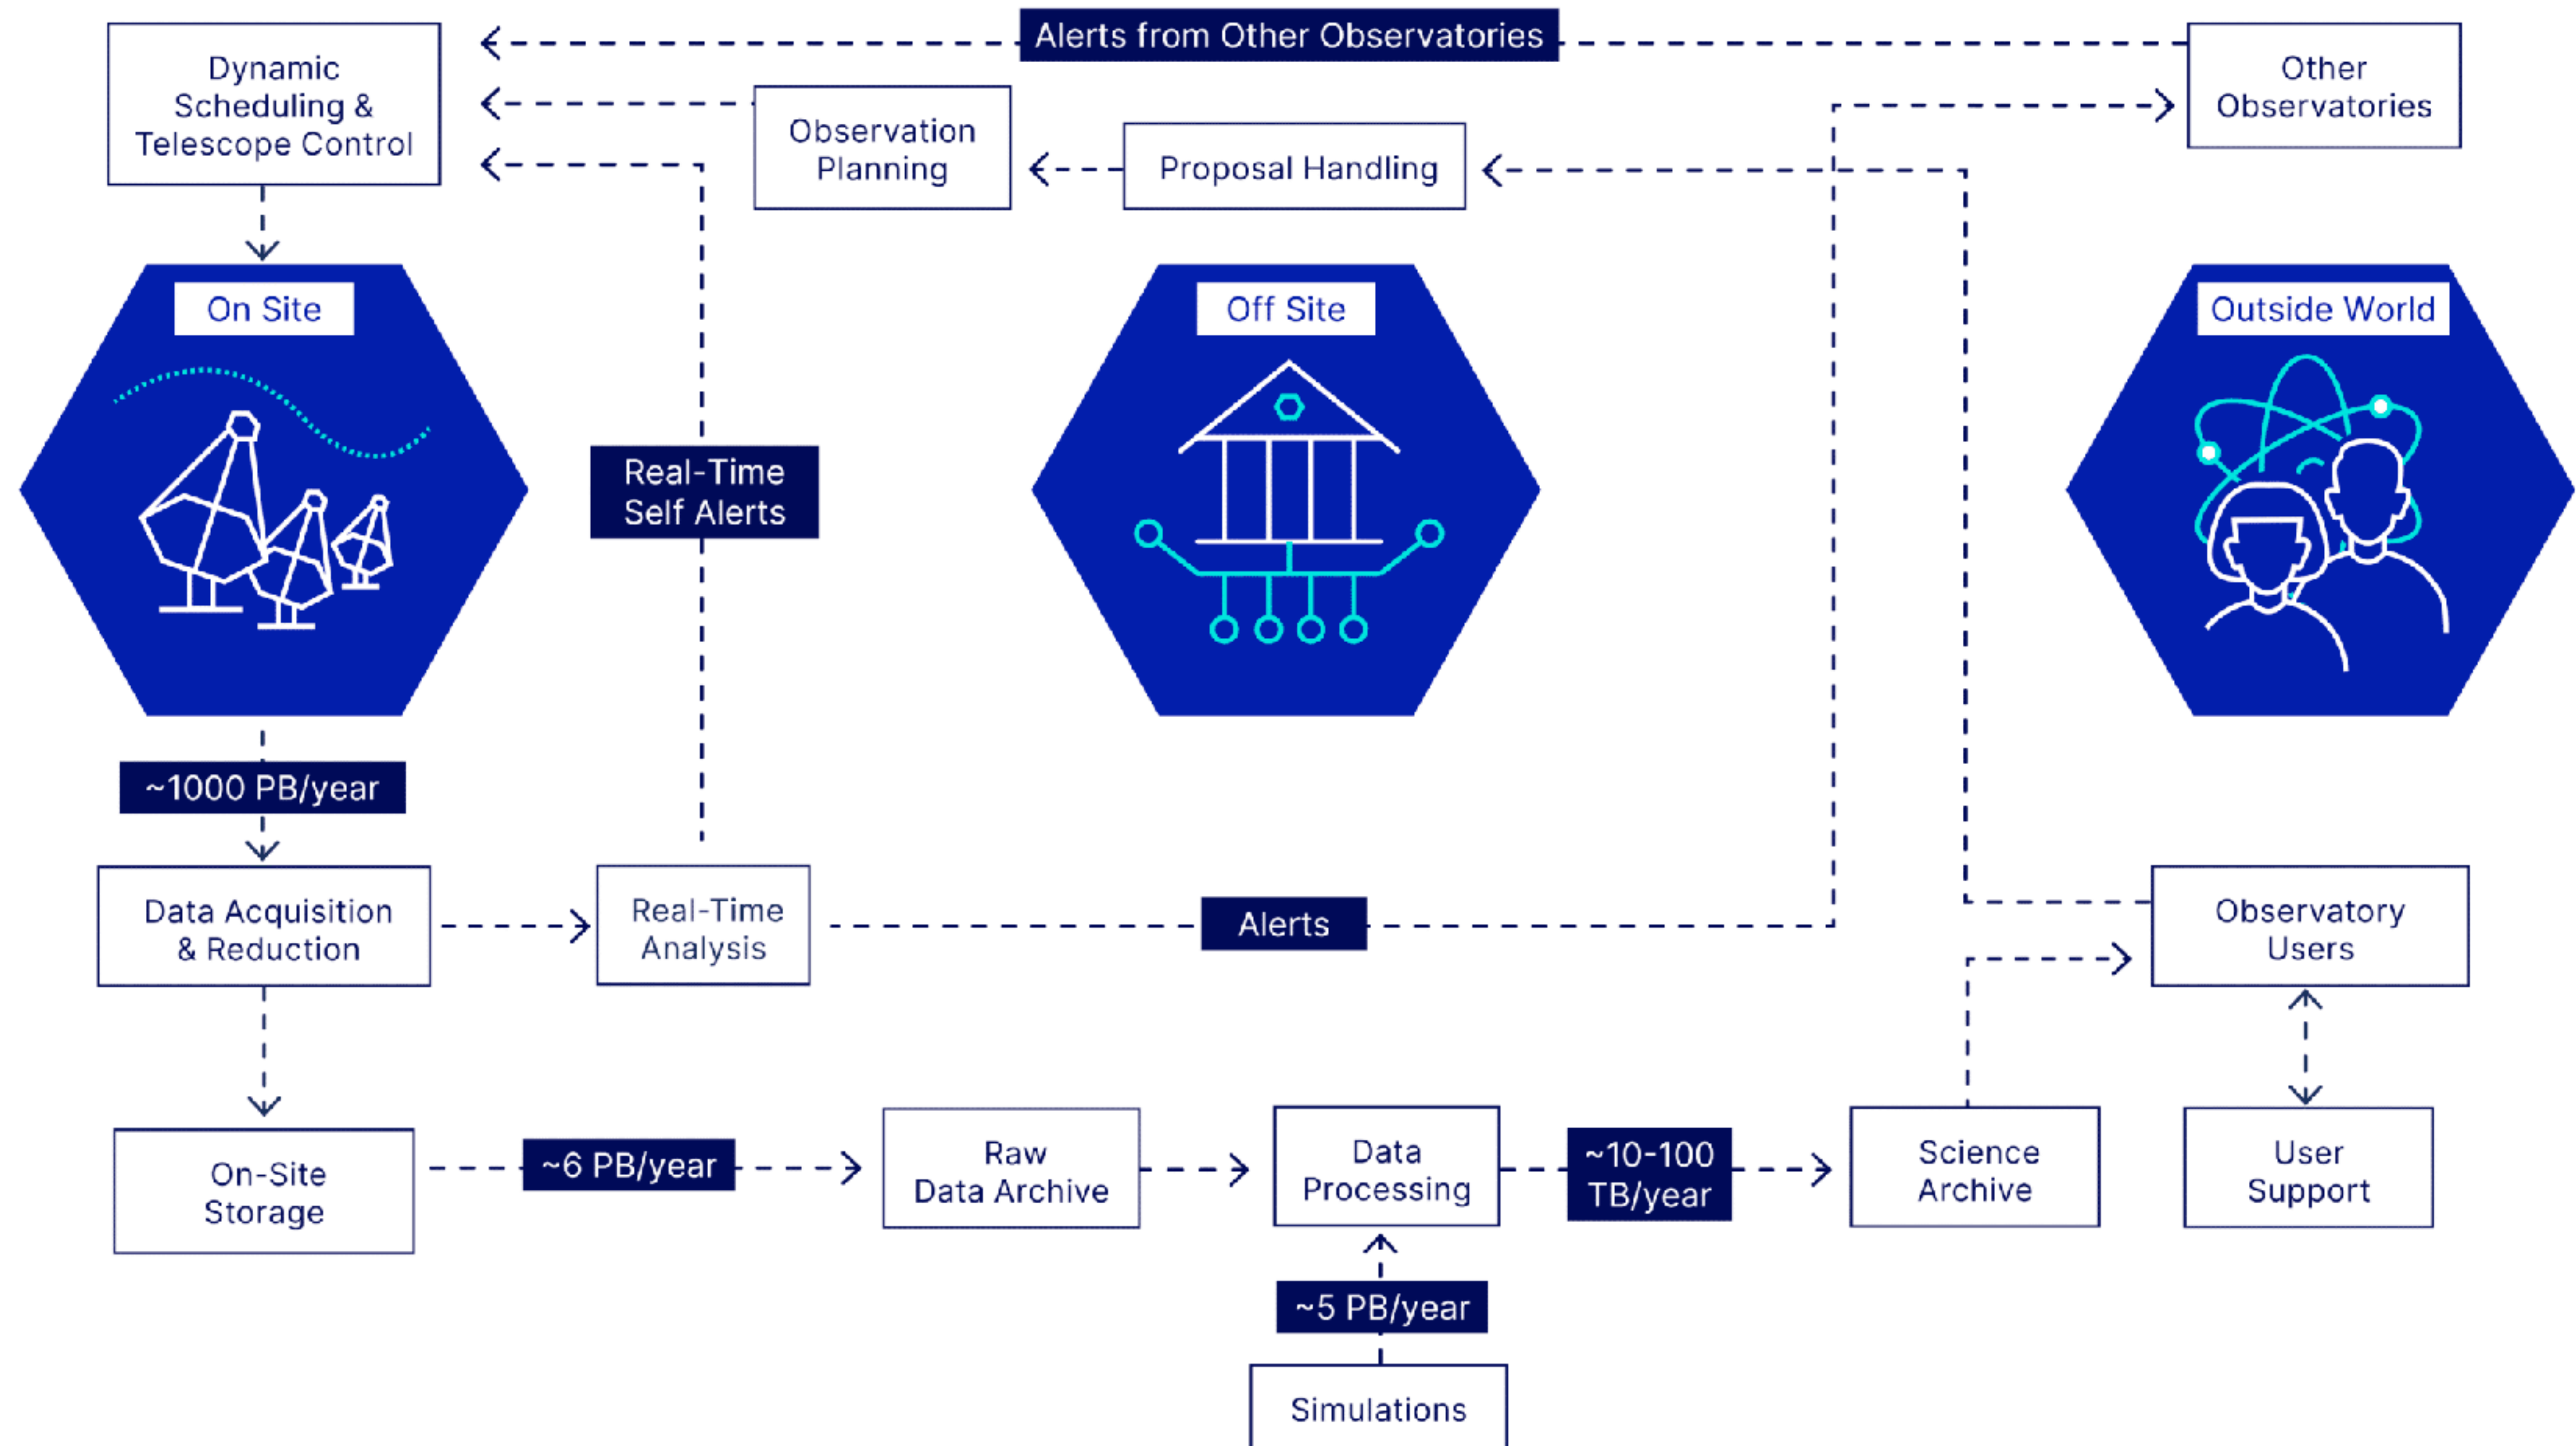 Alerts from Other Observatories
Dynamic
Scheduling &
Telescope Control
Other
Observatories
Observation
Planning
Proposal Handling
On Site
Off Site
Outside World
Real-Time
Self Alerts
~1000 PB/year
Data Acquisition
& Reduction
Real-Time
Analysis
Alerts
Observatory
Users
On-Site
Storage
~6 PB/year
Raw
Data Archive
Data
Processing
~10-100
TB/year
Science
Archive
User
Support
~5 PB/year
Simulations